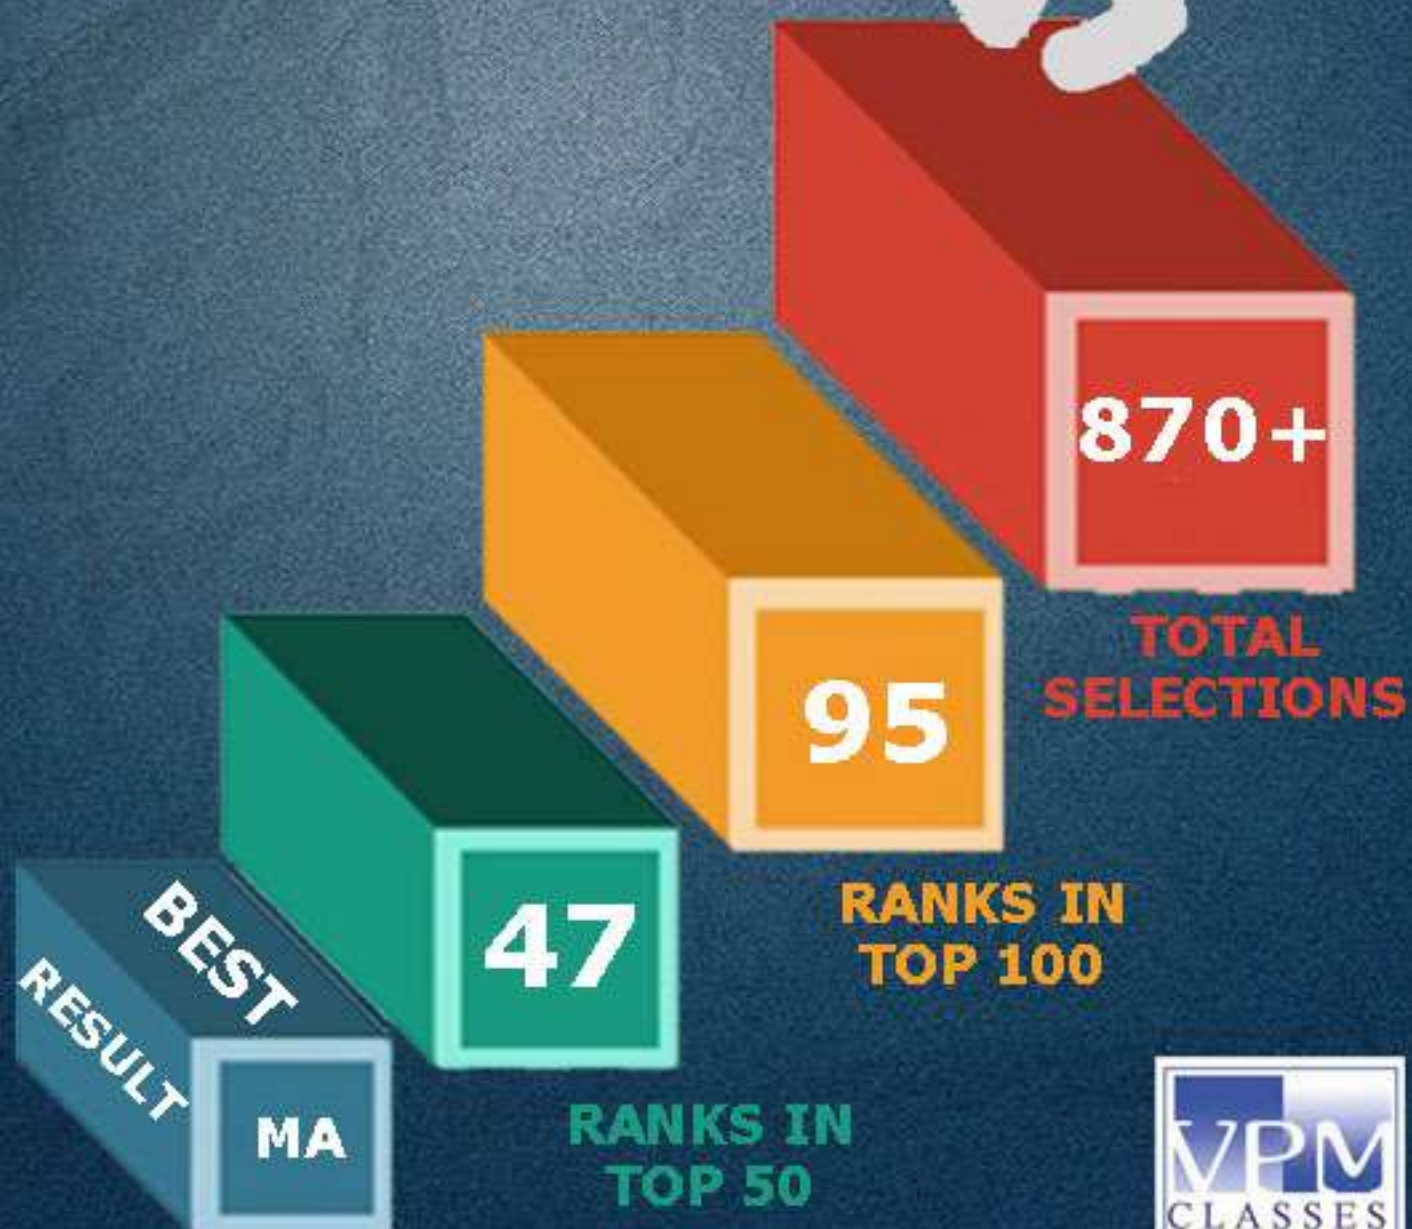 870+
TOTAL
SELECTIONS
95
RANKS IN
TOP 100
47
RANKS IN
TOP 50
BEST
RESULT
MA
VPM
CLASSES